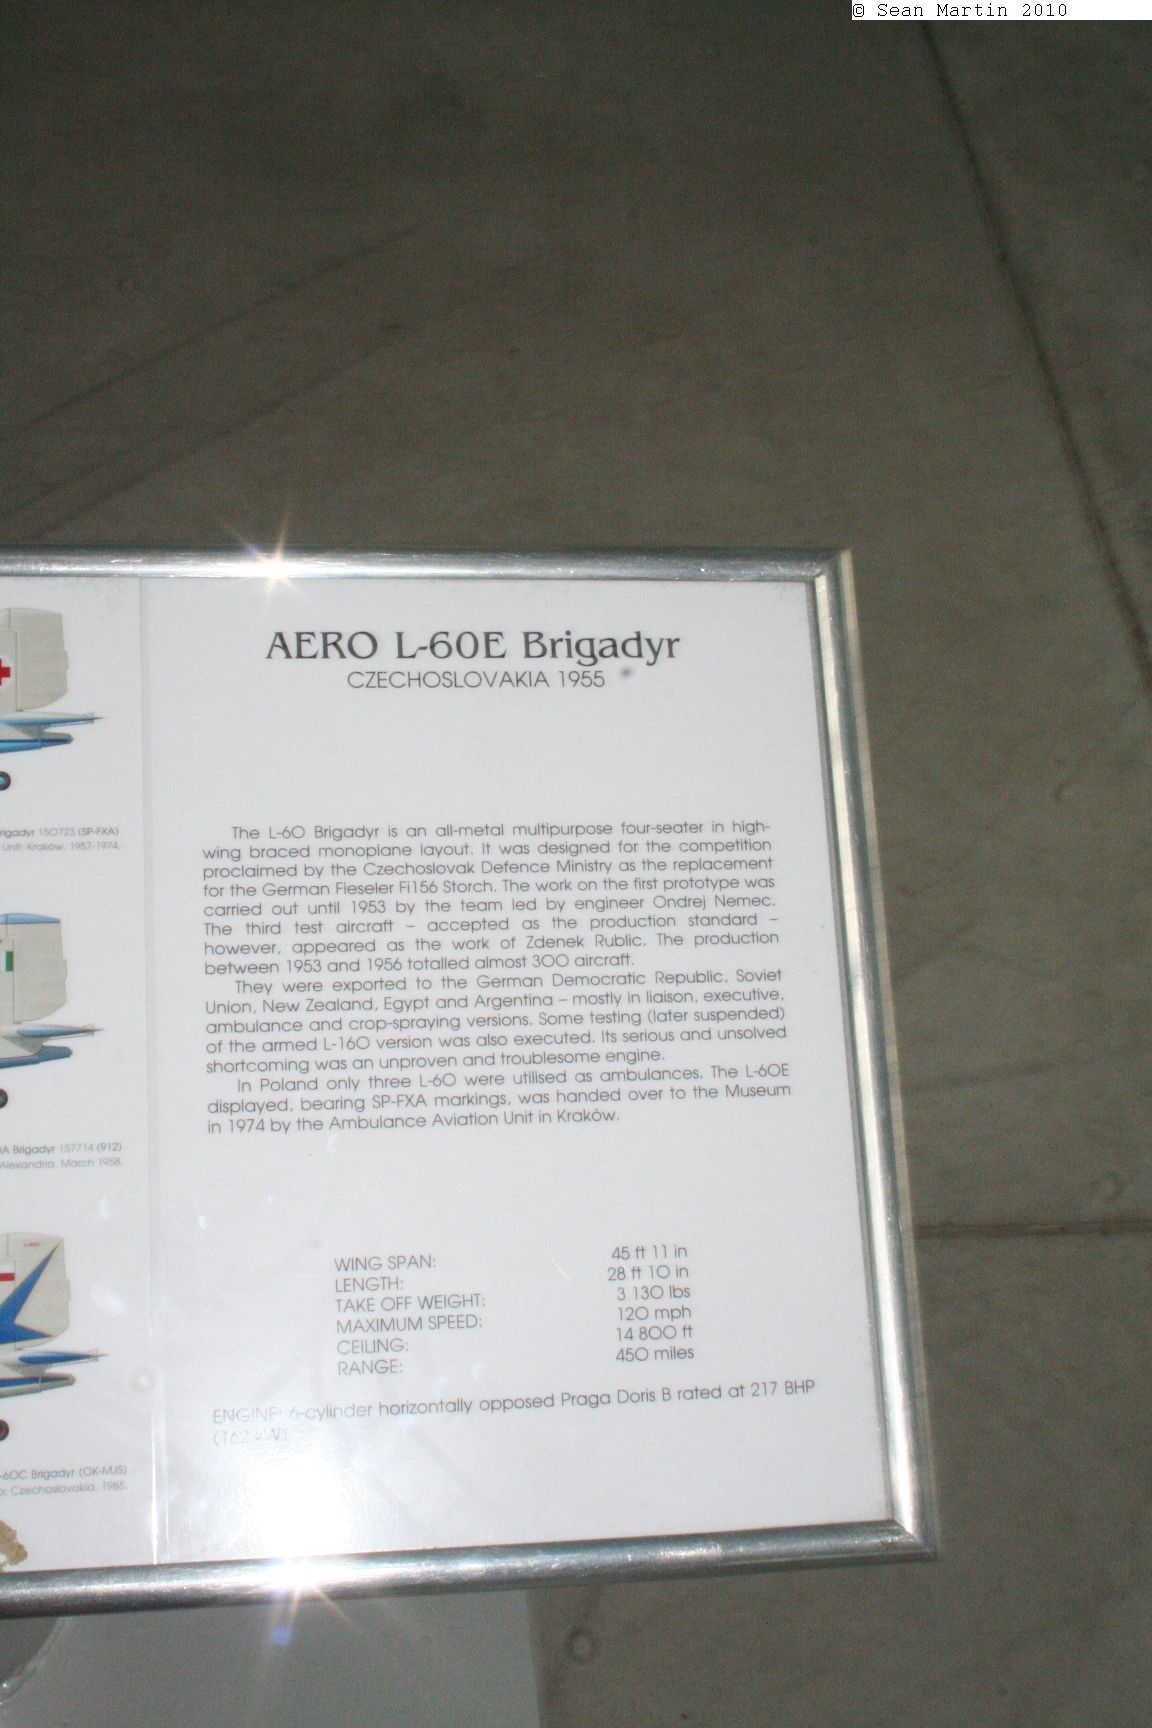 © Sean Martin 2010
AERO L-60E Brigadyr
CZECHOSLOVAKIA 1955
The L-60 Brigadyr is an all-metal multipurpose four-seater in high-
wing braced monoplane layout. It was designed for the competition
proclaimed by the Czechoslovak Defence Ministry as the replacement
for the German Fieseler Fi156 Storch. The work on the first prototype was
carried out until 1953 by the team led by engineer Ondrej Nemec.
The third test aircraft – accepted as the production standard –
however, appeared as the work of Zdenek Rublic. The production
between 1953 and 1956 totalled almost 300 aircraft.
They were exported to the German Democratic Republic, Soviet
Union, New Zealand, Egypt and Argentina – mostly in liaison, executive,
ambulance and crop-spraying versions. Some testing (later suspended)
of the armed L-160 version was also executed. Its serious and unsolved
shortcoming was an unproven and troublesome engine.
In Poland only three L-60 were utilised as ambulances. The L-60E
displayed, bearing SP-FXA markings, was handed over to the Museum
in 1974 by the Ambulance Aviation Unit in Kraków.
WING SPAN: 45 ft 11 in
LENGTH: 28 ft 10 in
TAKE OFF WEIGHT: 3 130 lbs
MAXIMUM SPEED: 120 mph
CEILING: 14 800 ft
RANGE: 450 miles
ENGINE: 6-cylinder horizontally opposed Praga Doris B rated at 217 BHP
(162 kW)
rigadyr 150723 (SP-FXA)
Unit: Kraków, 1957-1974.
A Brigadyr 157714 (912)
Alexandria, March 1958.
-60C Brigadyr (OK-MJS)
Czechoslovakia, 1985.